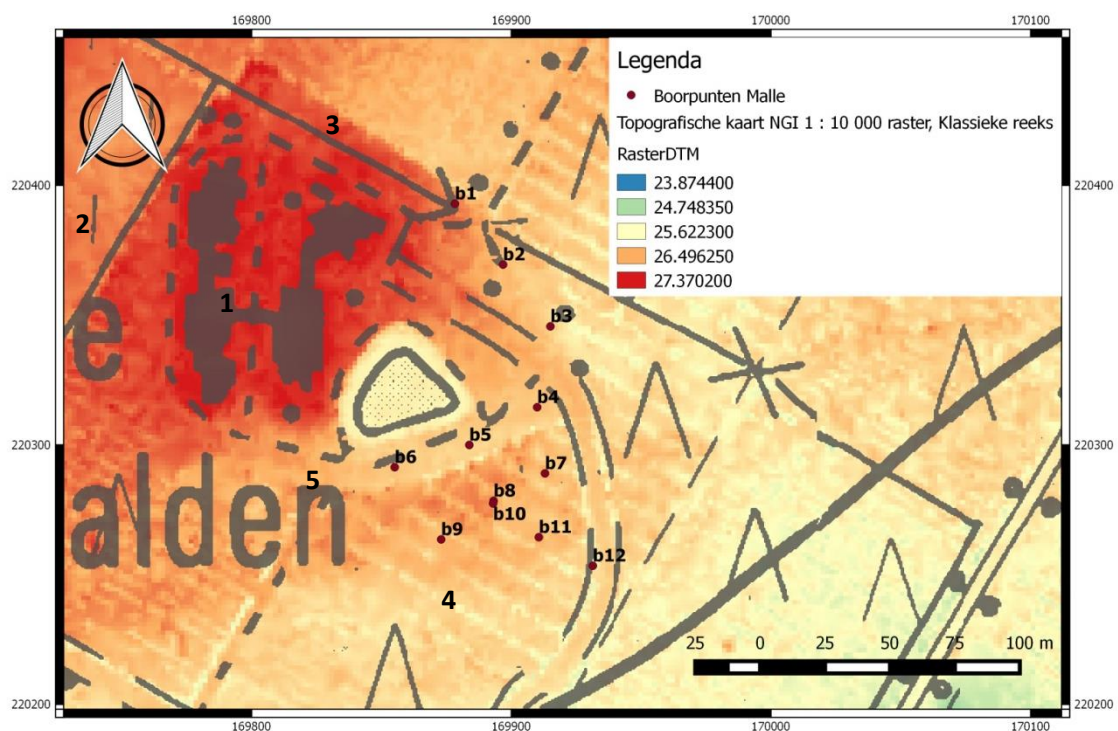 169800 169900 170000 170100
Legenda
Boorpunten Malle
Topografische kaart NGI 1 : 10 000 raster, Klassieke reeks
RasterDTM
23.874400
24.748350
25.622300
26.496250
27.370200
3
220400 220400
b1
2
b2
1
e
b3
b4
220300 220300
b5
b6
b7
5
b8
alden
b10
b9
b11
b12
4
25 0 25 50 75 100 m
220200 220200
169800 169900 170000 170100